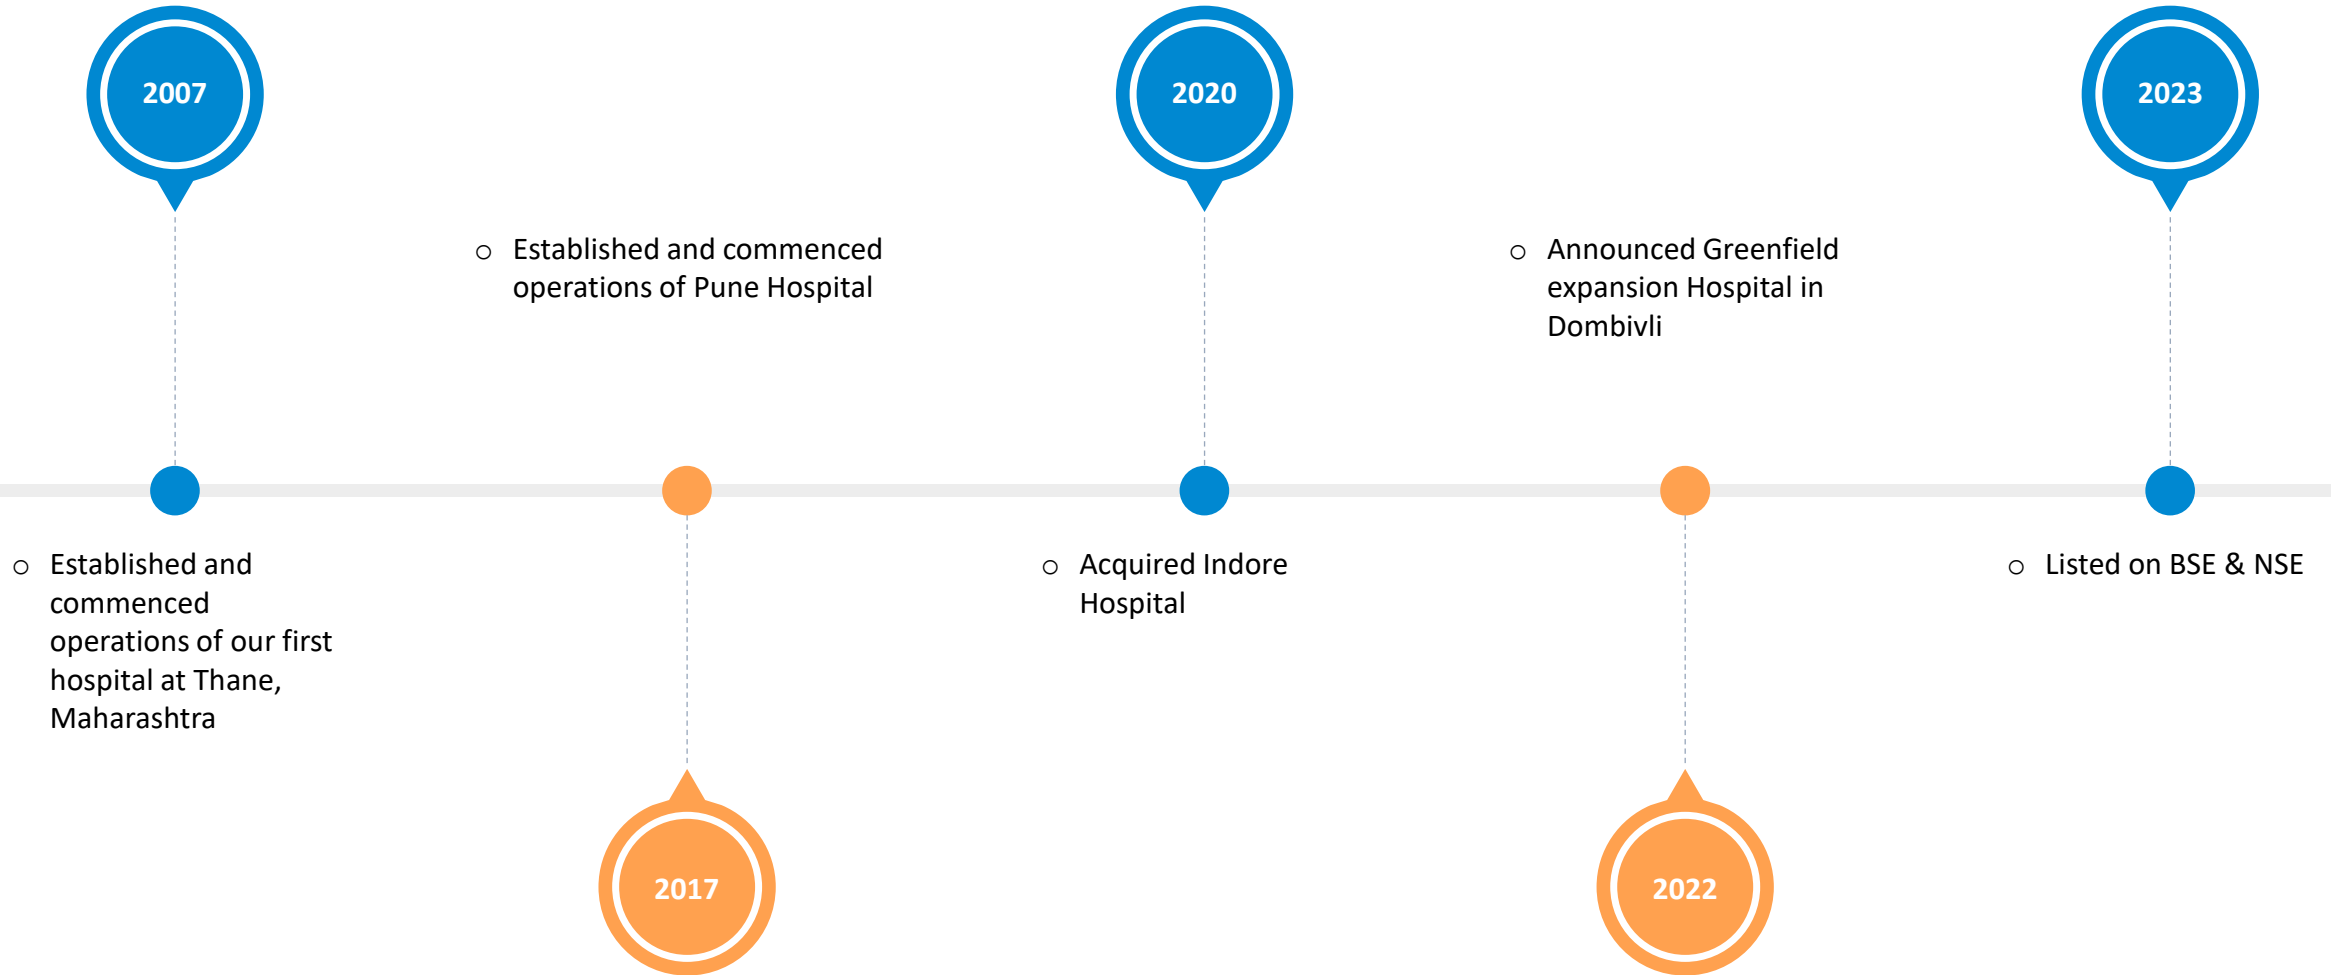 2007
2020
2023
○ Established and commenced
operations of Pune Hospital
○ Announced Greenfield
expansion Hospital in
Dombivli
○ Established and
commenced
operations of our first
hospital at Thane,
Maharashtra
○ Acquired Indore
Hospital
○ Listed on BSE & NSE
2017
2022